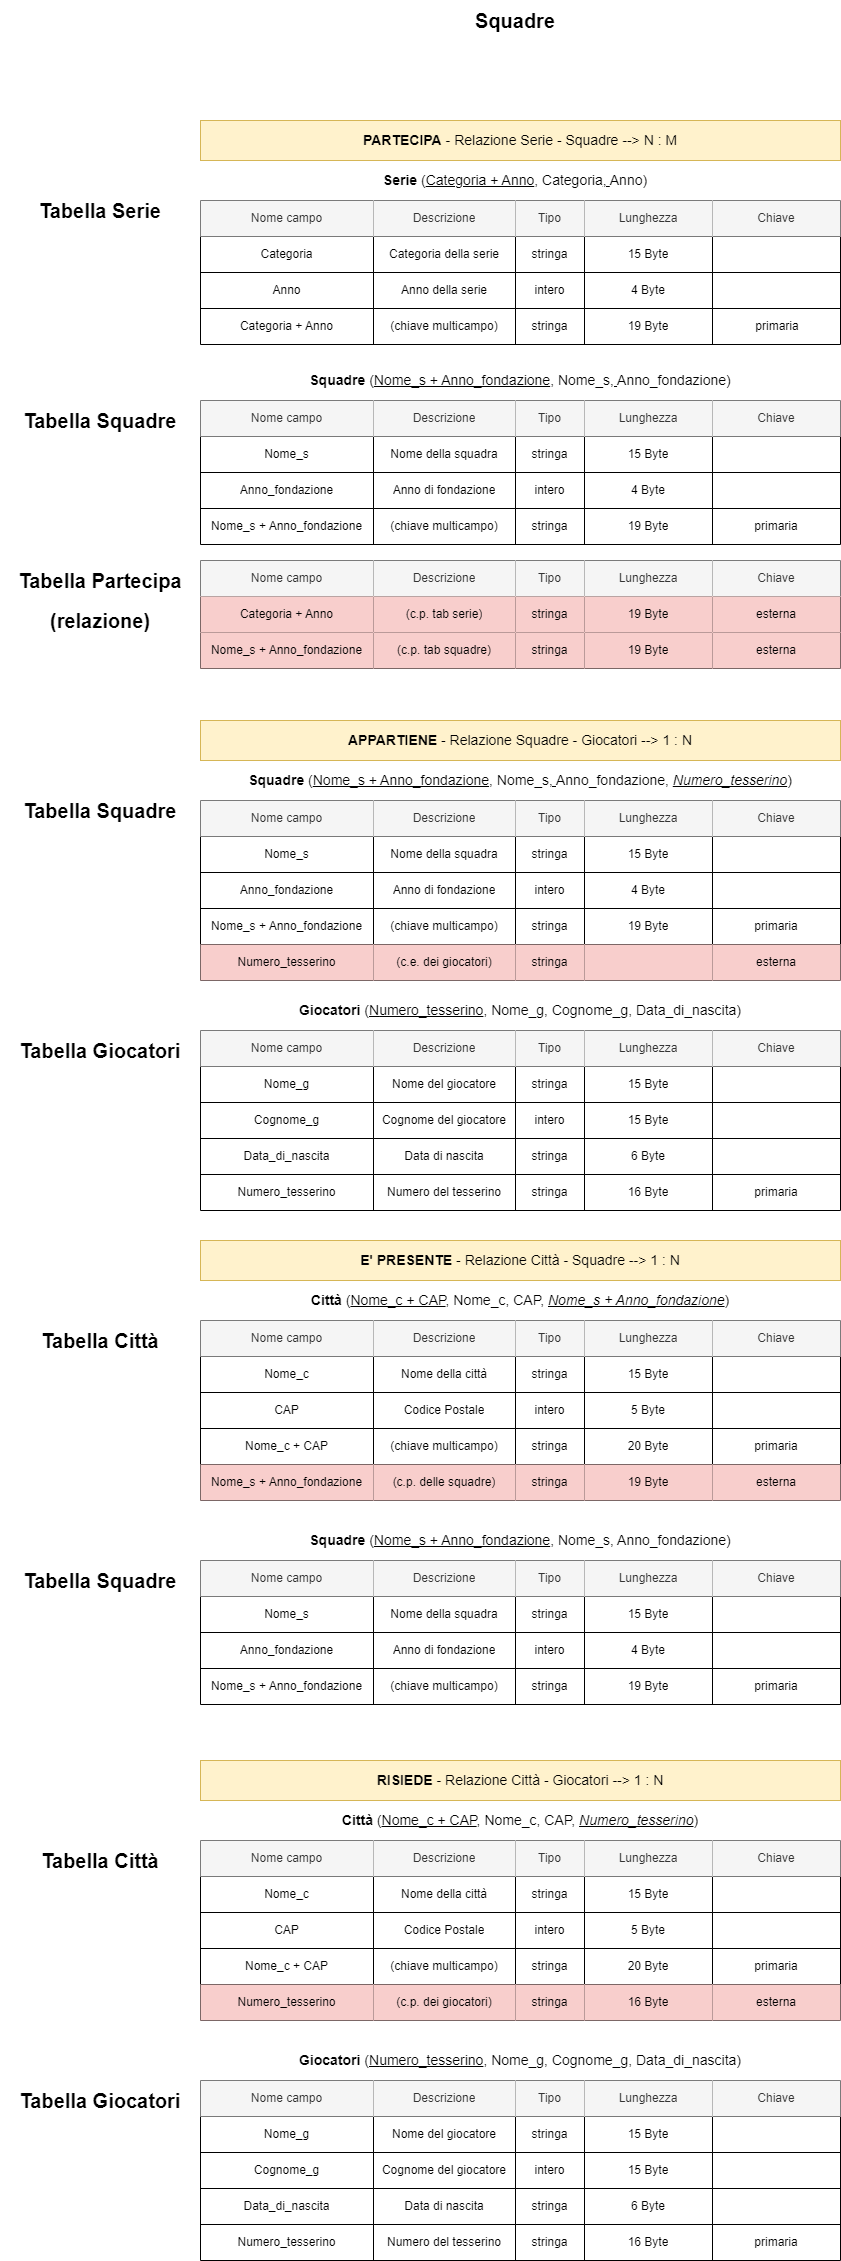 Squadre
PARTECIPA - Relazione Serie - Squadre --> N : M
Serie (Categoria + Anno, Categoria, Anno)
Tabella Serie
Nome campo Descrizione Tipo Lunghezza Chiave
Categoria Categoria della serie stringa 15 Byte
Anno Anno della serie intero 4 Byte
Categoria + Anno (chiave multicampo) stringa 19 Byte primaria
Squadre (Nome_s + Anno_fondazione, Nome_s, Anno_fondazione)
Tabella Squadre
Nome campo Descrizione Tipo Lunghezza Chiave
Nome_s Nome della squadra stringa 15 Byte
Anno_fondazione Anno di fondazione intero 4 Byte
Nome_s + Anno_fondazione (chiave multicampo) stringa 19 Byte primaria
Tabella Partecipa
(relazione)
Nome campo Descrizione Tipo Lunghezza Chiave
Categoria + Anno (c.p. tab serie) stringa 19 Byte esterna
Nome_s + Anno_fondazione (c.p. tab squadre) stringa 19 Byte esterna
APPARTIENE - Relazione Squadre - Giocatori --> 1 : N
Squadre (Nome_s + Anno_fondazione, Nome_s, Anno_fondazione, Numero_tesserino)
Tabella Squadre
Nome campo Descrizione Tipo Lunghezza Chiave
Nome_s Nome della squadra stringa 15 Byte
Anno_fondazione Anno di fondazione intero 4 Byte
Nome_s + Anno_fondazione (chiave multicampo) stringa 19 Byte primaria
Numero_tesserino (c.e. dei giocatori) stringa esterna
Giocatori (Numero_tesserino, Nome_g, Cognome_g, Data_di_nascita)
Tabella Giocatori
Nome campo Descrizione Tipo Lunghezza Chiave
Nome_g Nome del giocatore stringa 15 Byte
Cognome_g Cognome del giocatore intero 15 Byte
Data_di_nascita Data di nascita stringa 6 Byte
Numero_tesserino Numero del tesserino stringa 16 Byte primaria
E' PRESENTE - Relazione Città - Squadre --> 1 : N
Città (Nome_c + CAP, Nome_c, CAP, Nome_s + Anno_fondazione)
Tabella Città
Nome campo Descrizione Tipo Lunghezza Chiave
Nome_c Nome della città stringa 15 Byte
CAP Codice Postale intero 5 Byte
Nome_c + CAP (chiave multicampo) stringa 20 Byte primaria
Nome_s + Anno_fondazione (c.p. delle squadre) stringa 19 Byte esterna
Squadre (Nome_s + Anno_fondazione, Nome_s, Anno_fondazione)
Tabella Squadre
Nome campo Descrizione Tipo Lunghezza Chiave
Nome_s Nome della squadra stringa 15 Byte
Anno_fondazione Anno di fondazione intero 4 Byte
Nome_s + Anno_fondazione (chiave multicampo) stringa 19 Byte primaria
RISIEDE - Relazione Città - Giocatori --> 1 : N
Città (Nome_c + CAP, Nome_c, CAP, Numero_tesserino)
Tabella Città
Nome campo Descrizione Tipo Lunghezza Chiave
Nome_c Nome della città stringa 15 Byte
CAP Codice Postale intero 5 Byte
Nome_c + CAP (chiave multicampo) stringa 20 Byte primaria
Numero_tesserino (c.p. dei giocatori) stringa 16 Byte esterna
Giocatori (Numero_tesserino, Nome_g, Cognome_g, Data_di_nascita)
Tabella Giocatori
Nome campo Descrizione Tipo Lunghezza Chiave
Nome_g Nome del giocatore stringa 15 Byte
Cognome_g Cognome del giocatore intero 15 Byte
Data_di_nascita Data di nascita stringa 6 Byte
Numero_tesserino Numero del tesserino stringa 16 Byte primaria